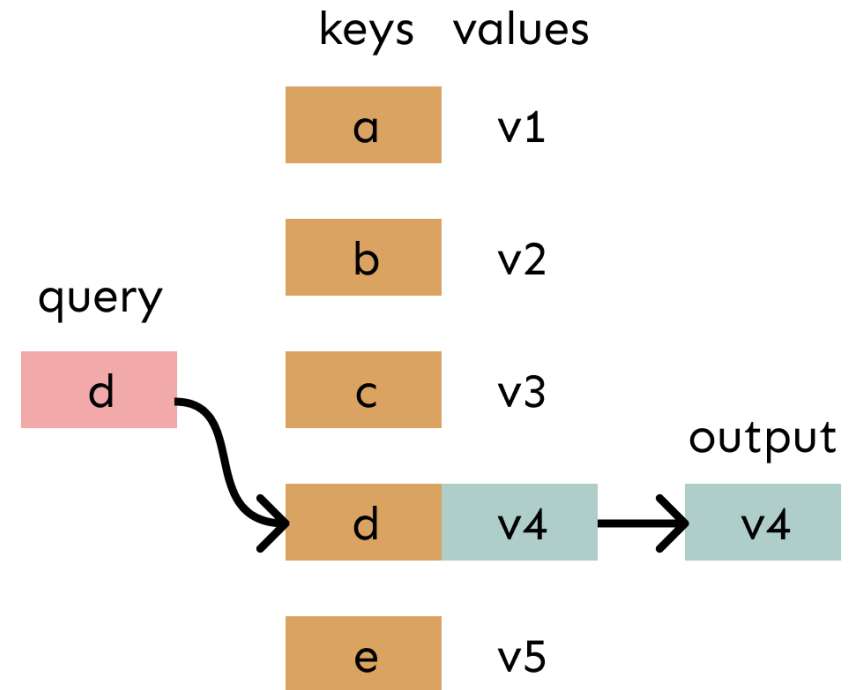 keys values
a v1
b v2
query
d
c v3
output
d v4 v4
e v5